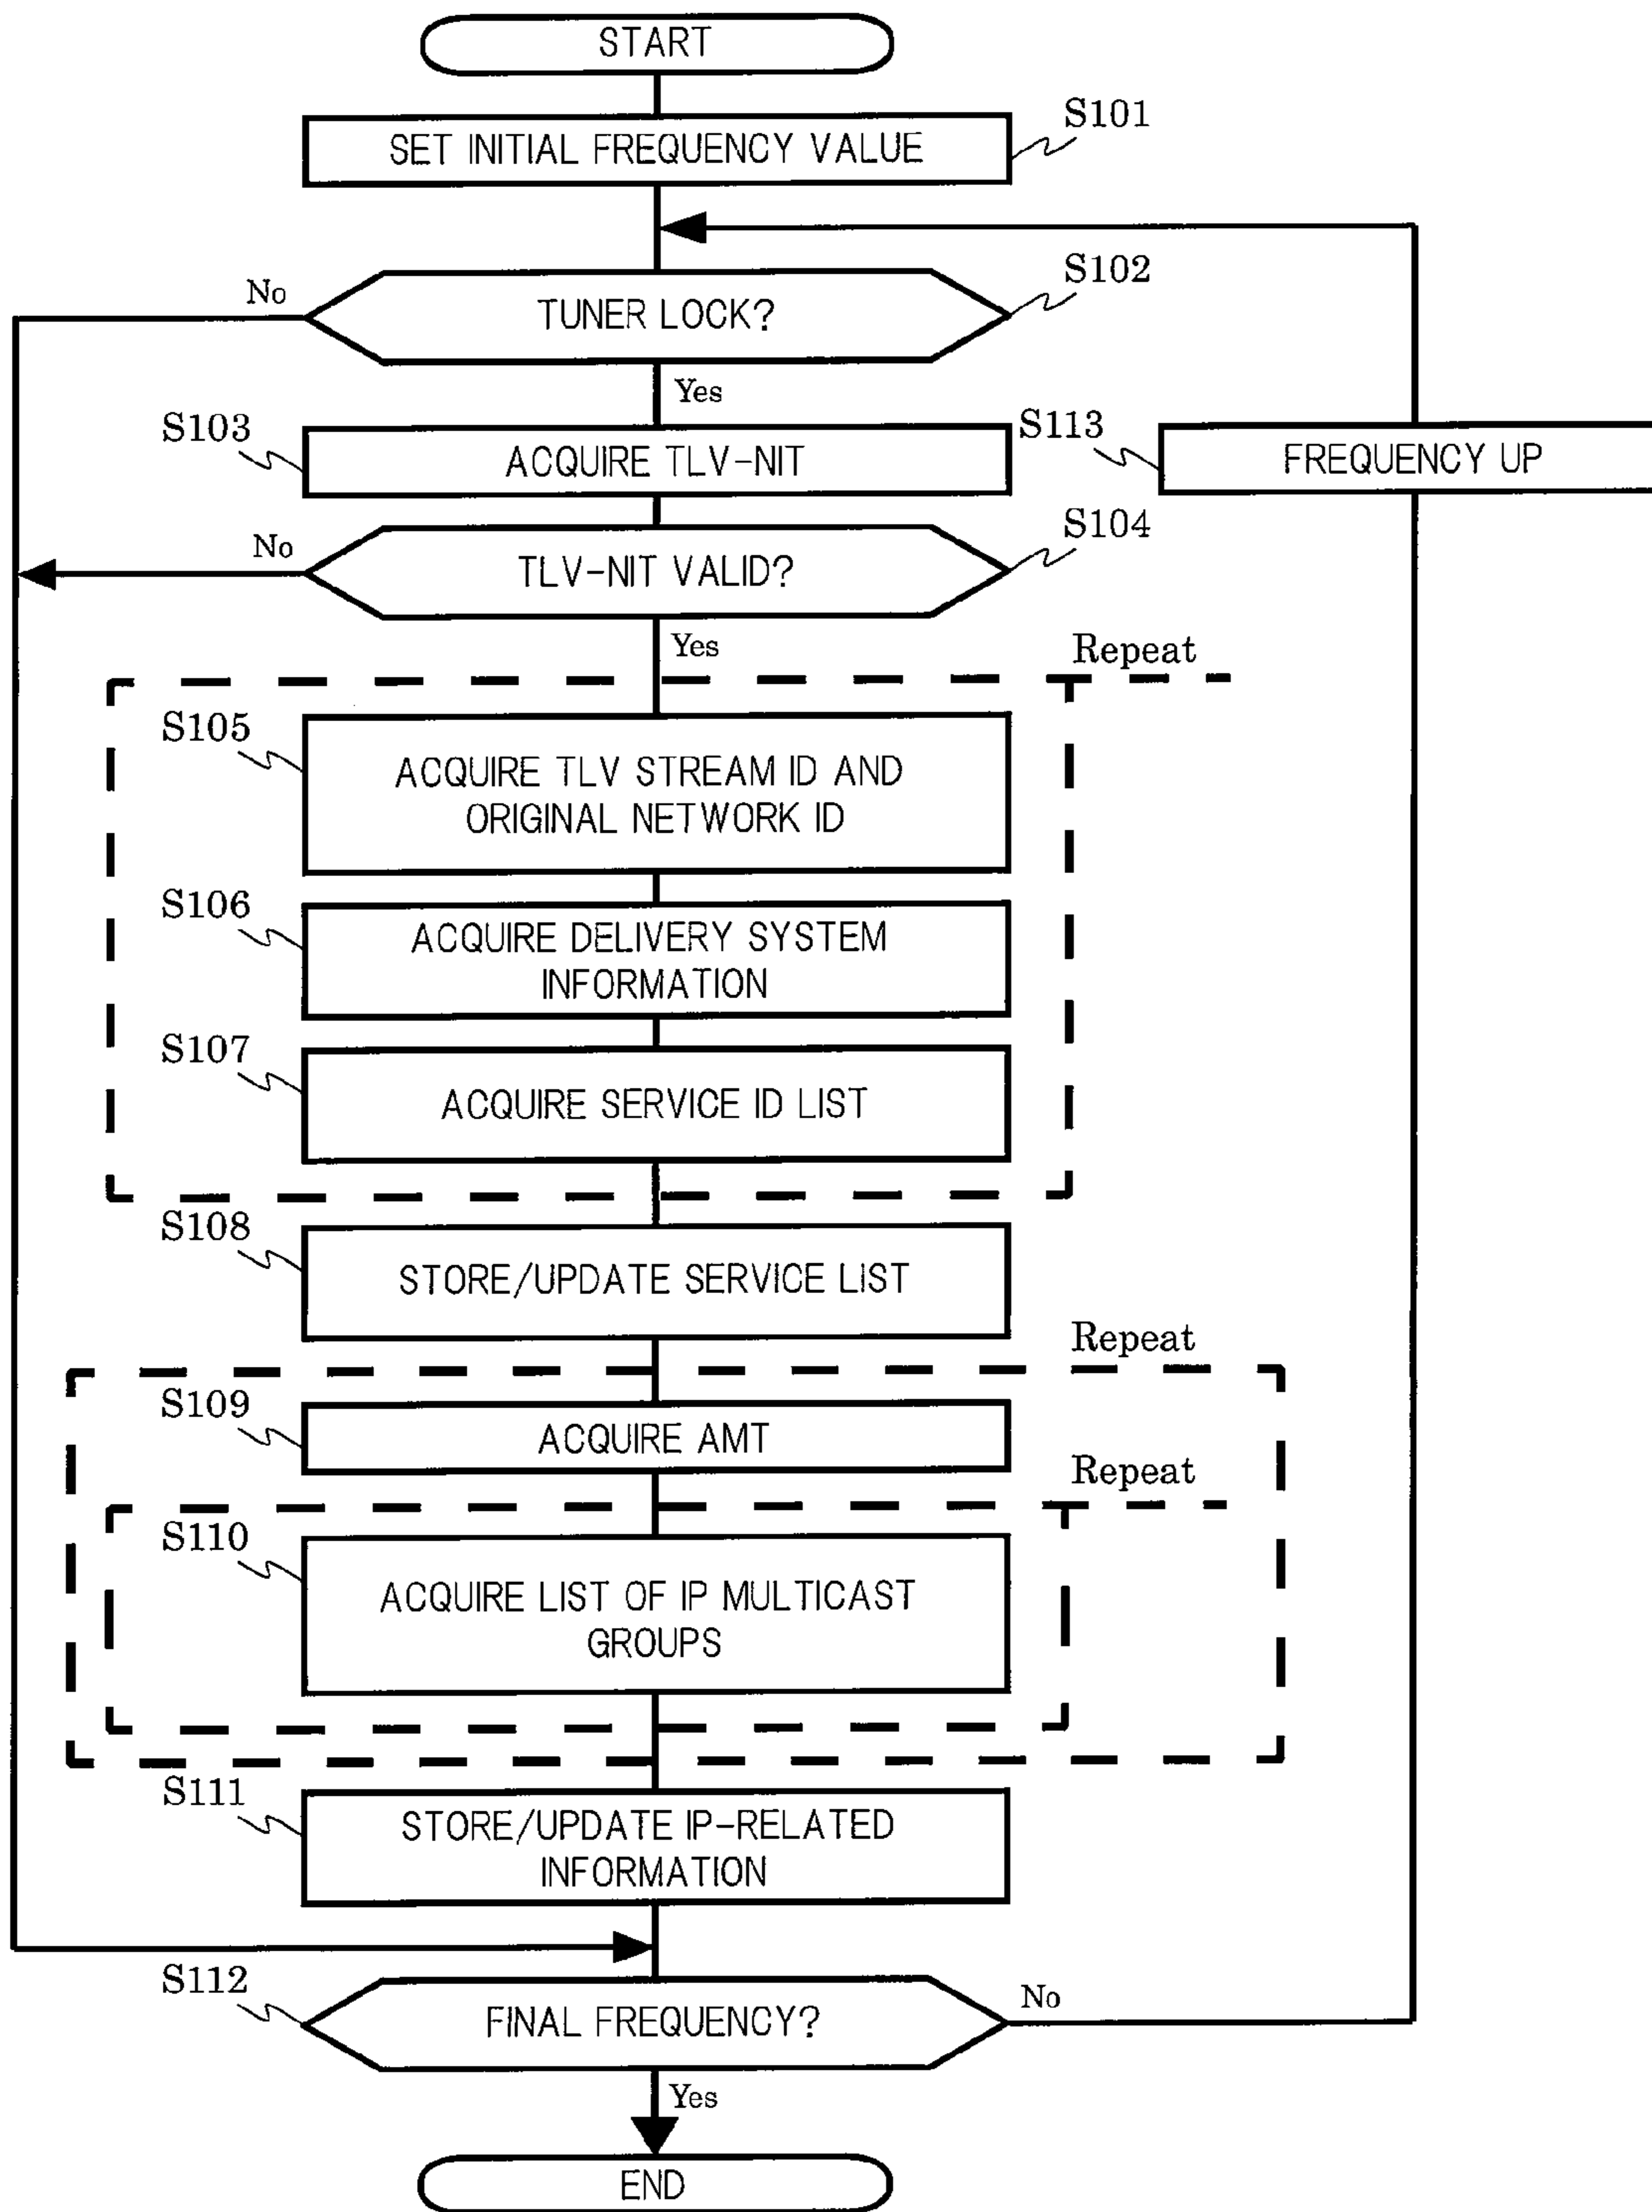 START
S101
SET INITIAL FREQUENCY VALUE
S102
No
TUNER LOCK?
Yes
S103
ACQUIRE TLV-NIT
S113
FREQUENCY UP
S104
No
TLV-NIT VALID?
Yes
Repeat
S105
ACQUIRE TLV STREAM ID AND
ORIGINAL NETWORK ID
S106
ACQUIRE DELIVERY SYSTEM
INFORMATION
S107
ACQUIRE SERVICE ID LIST
S108
STORE/UPDATE SERVICE LIST
Repeat
S109
ACQUIRE AMT
Repeat
S110
ACQUIRE LIST OF IP MULTICAST
GROUPS
S111
STORE/UPDATE IP-RELATED
INFORMATION
S112
FINAL FREQUENCY?
No
Yes
END